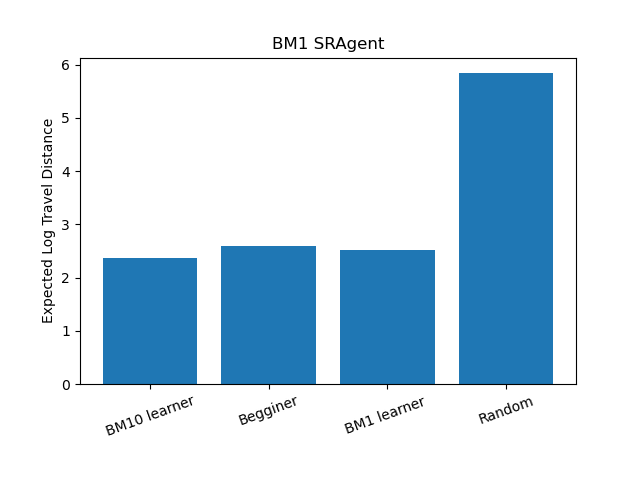 BM1 SRAgent
Expected Log Travel Distance
6
5
4
3
2
1
0
BM10 learner
Begginer
BM1 learner
Random